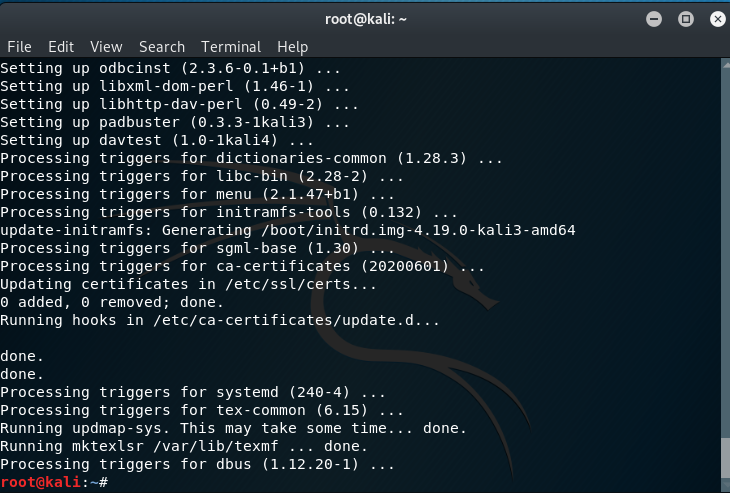 root@kali: ~
File Edit View Search Terminal Help
Setting up odbcinst (2.3.6-0.1+b1) ...
Setting up libxml-dom-perl (1.46-1) ...
Setting up libhttp-dav-perl (0.49-2) ...
Setting up padbuster (0.3.3-1kali3) ...
Setting up davtest (1.0-1kali4) ...
Processing triggers for dictionaries-common (1.28.3) ...
Processing triggers for libc-bin (2.28-2) ...
Processing triggers for menu (2.1.47+b1) ...
Processing triggers for initramfs-tools (0.132) ...
update-initramfs: Generating /boot/initrd.img-4.19.0-kali3-amd64
Processing triggers for sgml-base (1.30) ...
Processing triggers for ca-certificates (20200601) ...
Updating certificates in /etc/ssl/certs...
0 added, 0 removed; done.
Running hooks in /etc/ca-certificates/update.d...
done.
done.
Processing triggers for systemd (240-4) ...
Processing triggers for tex-common (6.15) ...
Running updmap-sys. This may take some time... done.
Running mktexlsr /var/lib/texmf ... done.
Processing triggers for dbus (1.12.20-1) ...
root@kali:~#